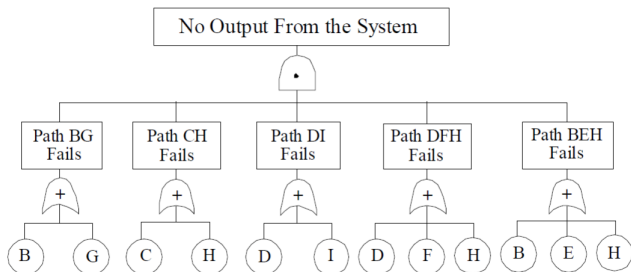 No Output From the System
Path BG Fails
Path CH Fails
Path DI Fails
Path DFH Fails
Path BEH Fails
+ + + + +
B G C H D I D F H B E H